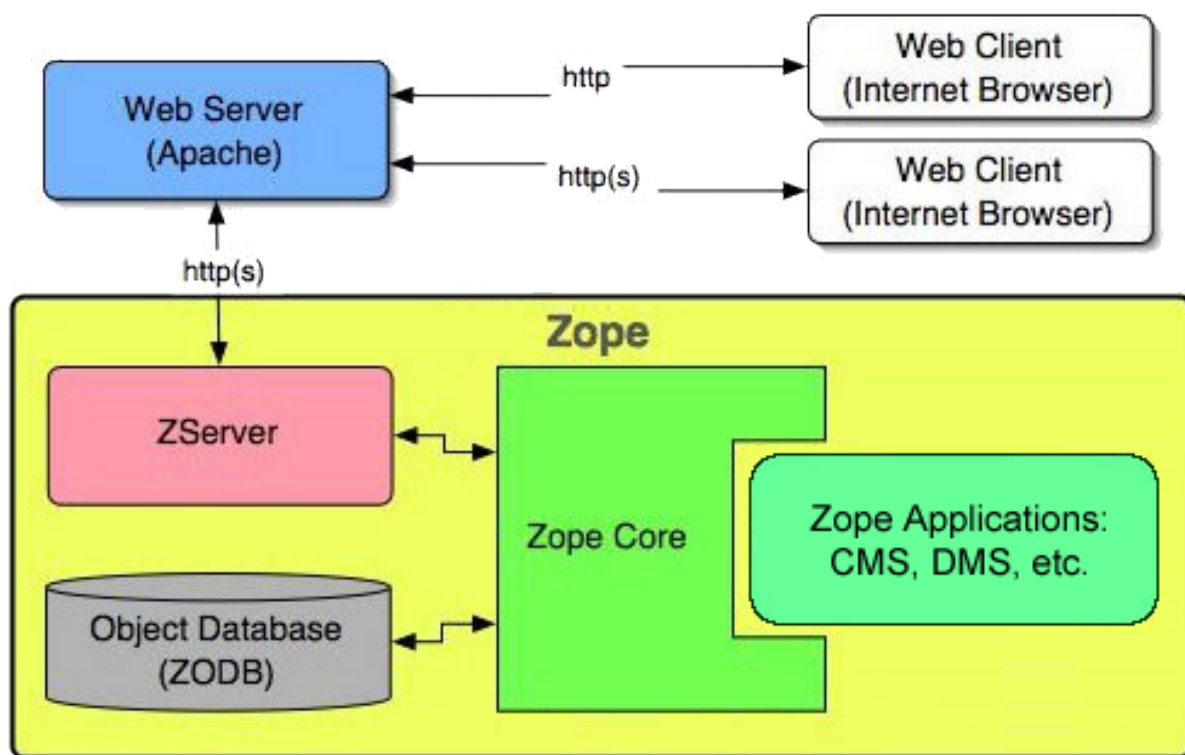 Web Server
(Apache)
http
Web Client
(Internet Browser)
http(s)
Web Client
(Internet Browser)
http(s)
Zope
ZServer
Zope Core
Zope Applications:
CMS, DMS, etc.
Object Database
(ZODB)